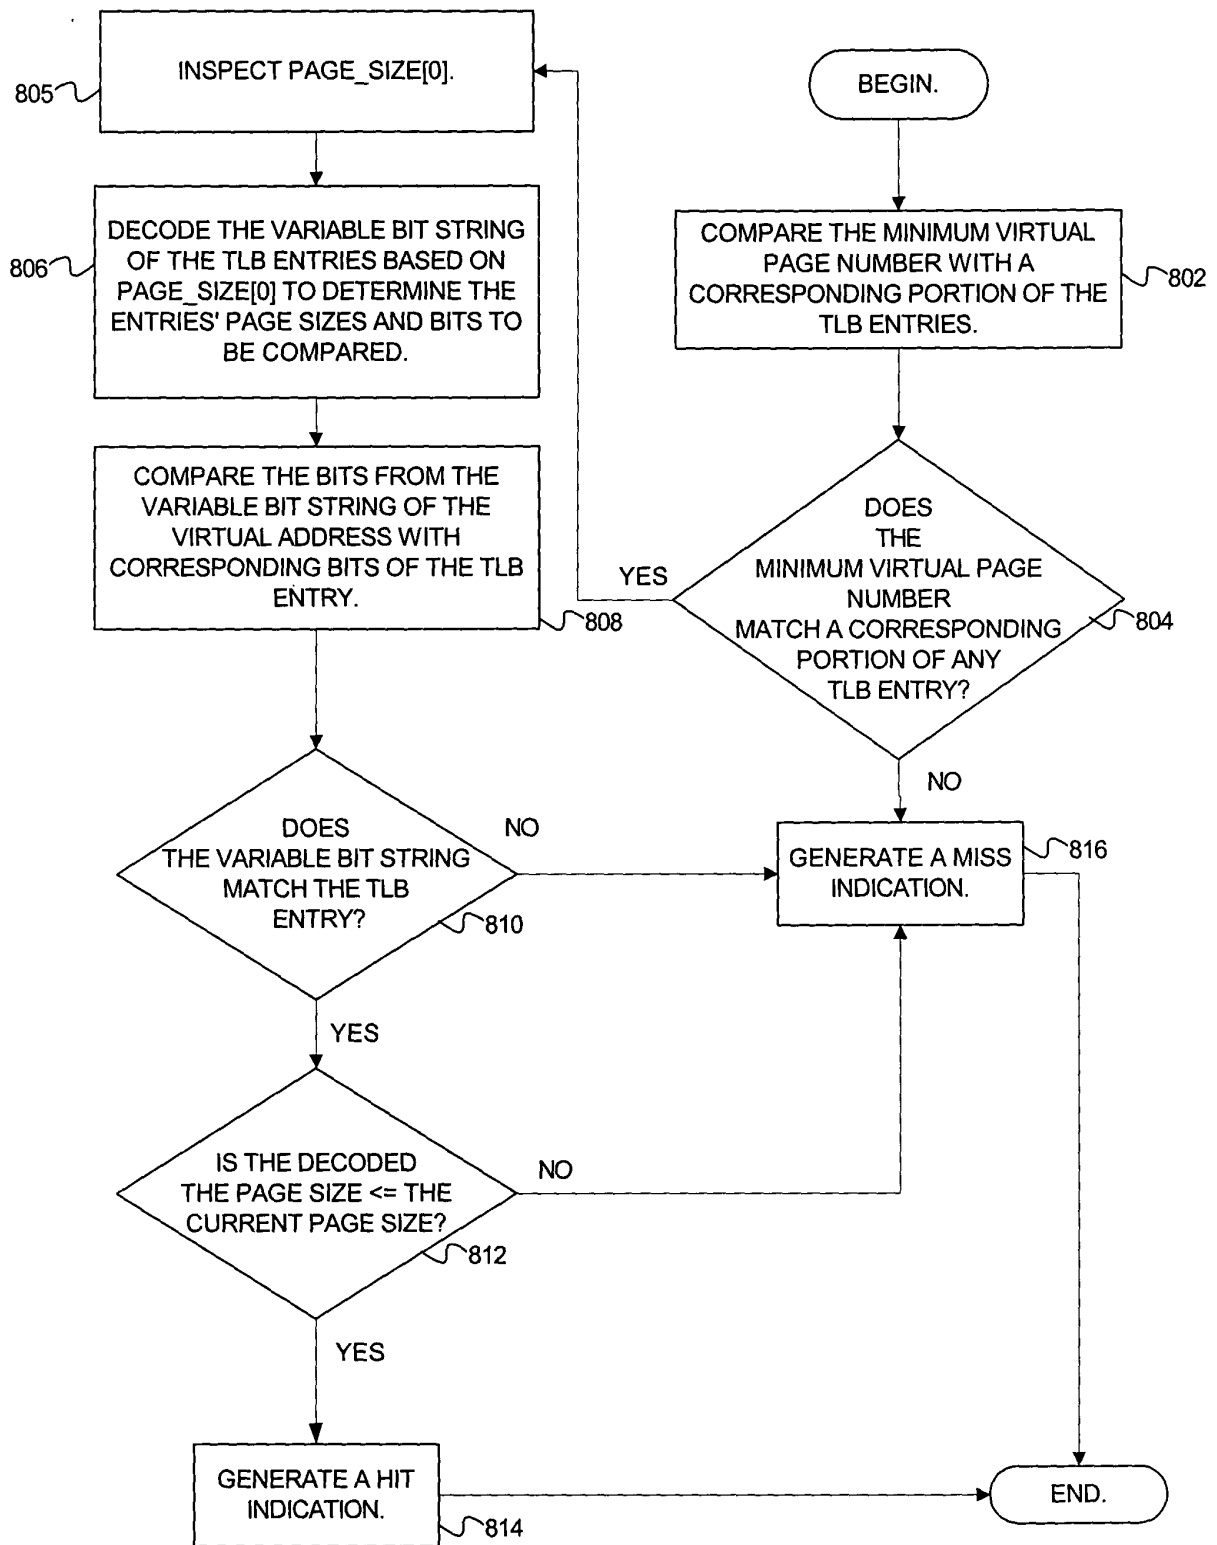 BEGIN.
COMPARE THE MINIMUM VIRTUAL
PAGE NUMBER WITH A
CORRESPONDING PORTION OF THE
TLB ENTRIES.
802
DOES
THE
MINIMUM VIRTUAL PAGE
NUMBER
MATCH A CORRESPONDING
PORTION OF ANY
TLB ENTRY?
804
YES
NO
INSPECT PAGE_SIZE[0].
805
DECODE THE VARIABLE BIT STRING
OF THE TLB ENTRIES BASED ON
PAGE_SIZE[0] TO DETERMINE THE
ENTRIES' PAGE SIZES AND BITS TO
BE COMPARED.
806
COMPARE THE BITS FROM THE
VARIABLE BIT STRING OF THE
VIRTUAL ADDRESS WITH
CORRESPONDING BITS OF THE TLB
ENTRY.
808
DOES
THE VARIABLE BIT STRING
MATCH THE TLB
ENTRY?
810
NO
YES
GENERATE A MISS
INDICATION.
816
IS THE DECODED
THE PAGE SIZE <= THE
CURRENT PAGE SIZE?
812
NO
YES
GENERATE A HIT
INDICATION.
814
END.